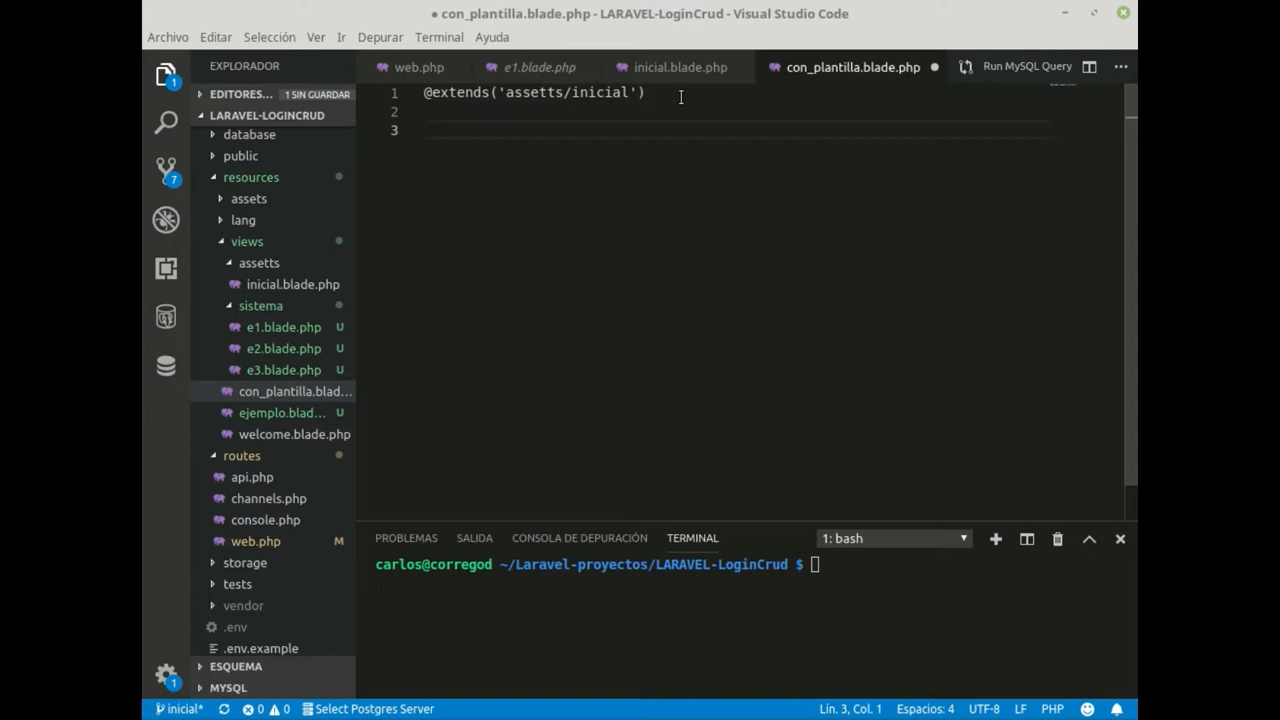 ● con_plantilla.blade.php - LARAVEL-LoginCrud - Visual Studio Code
Archivo Editar Selección Ver Ir Depurar Terminal Ayuda
EXPLORADOR
web.php e1.blade.php inicial.blade.php con_plantilla.blade.php ● Run MySQL Query
EDITORES... 1 SIN GUARDAR
LARAVEL-LOGINCRUD
database
public
resources
assets
lang
views
assetts
inicial.blade.php
sistema
e1.blade.php U
e2.blade.php U
e3.blade.php U
con_plantilla.blad...
ejemplo.blad... U
welcome.blade.php
routes
api.php
channels.php
console.php
web.php M
storage
tests
vendor
.env
.env.example
ESQUEMA
MYSQL
1
7
1
1 @extends('assetts/inicial')
2
3
PROBLEMAS SALIDA CONSOLA DE DEPURACIÓN TERMINAL 1: bash
carlos@corregod ~/Laravel-proyectos/LARAVEL-LoginCrud $
inicial* 0 0 Select Postgres Server Lín. 3, Col. 1 Espacios: 4 UTF-8 LF PHP